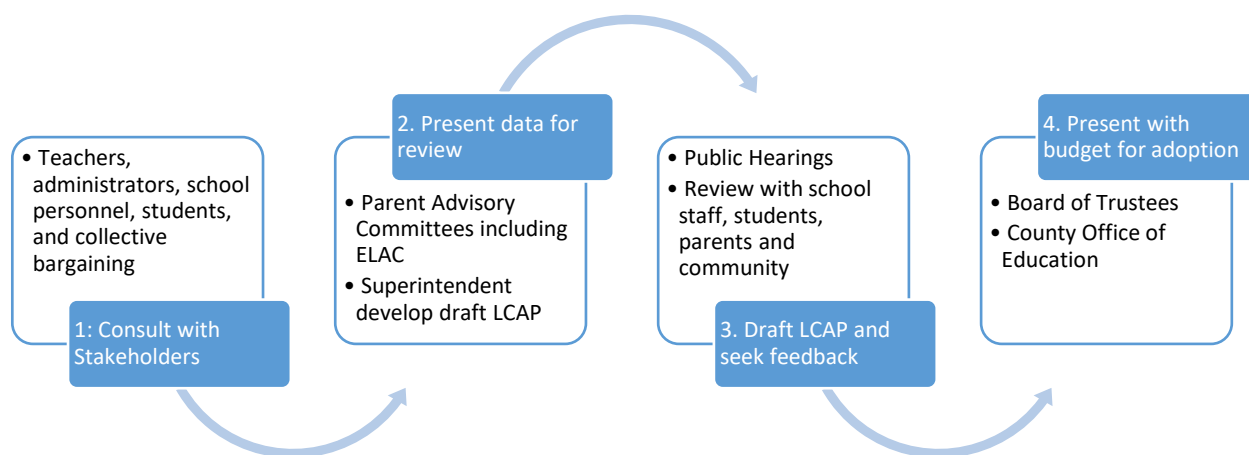 • Teachers,
administrators, school
personnel, students,
and collective
bargaining
1: Consult with
Stakeholders
2. Present data for
review
• Parent Advisory
Committees including
ELAC
• Superintendent
develop draft LCAP
• Public Hearings
• Review with school
staff, students,
parents and
community
3. Draft LCAP and
seek feedback
4. Present with
budget for adoption
• Board of Trustees
• County Office of
Education